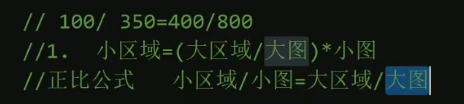 // 100/ 350=400/800
//1.  小区域=(大区域/大图)*小图
//正比公式   小区域/小图=大区域/大图